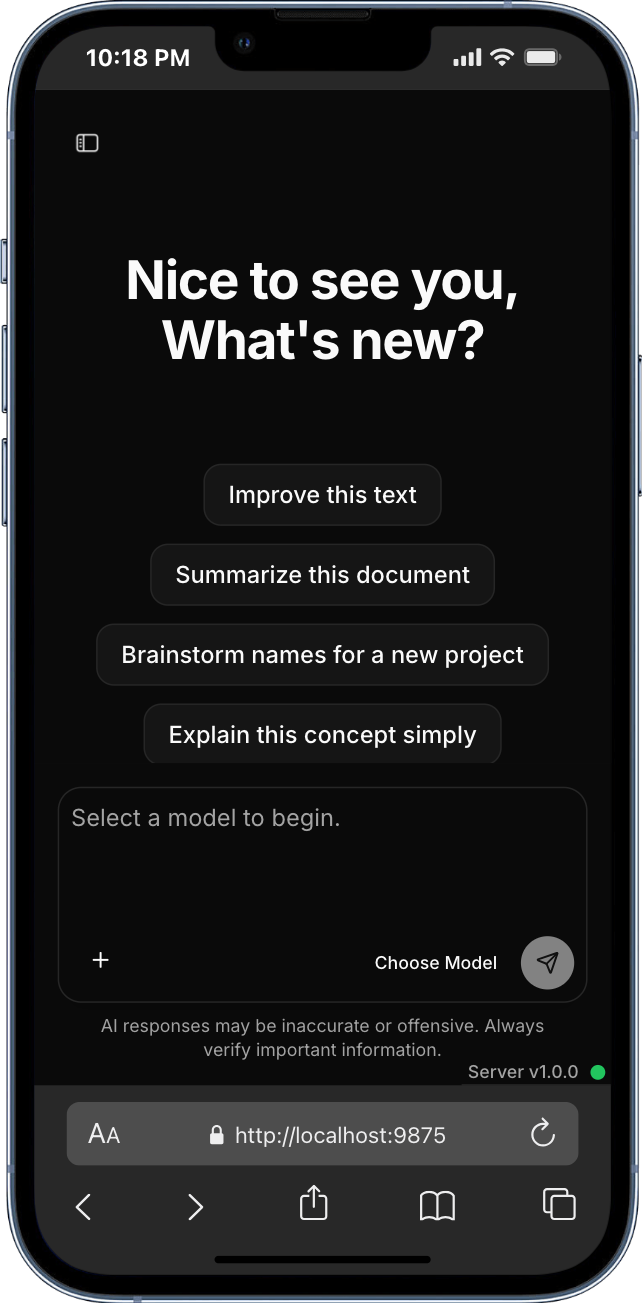 10:18 PM
Nice to see you,
What's new?
Improve this text
Summarize this document
Brainstorm names for a new project
Explain this concept simply
Select a model to begin.
+
Choose Model
AI responses may be inaccurate or offensive. Always
verify important information.
Server v1.0.0
AA
http://localhost:9875